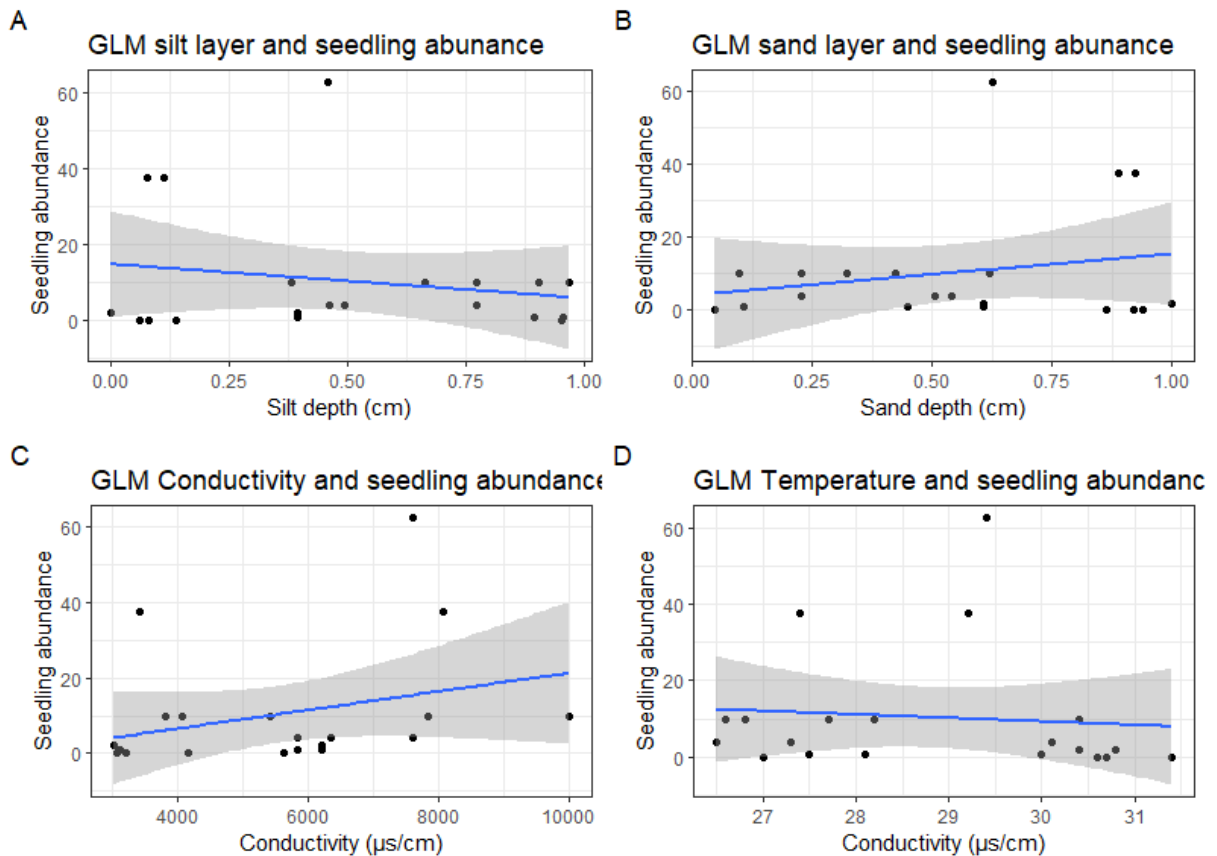 A
GLM silt layer and seedling abunance
Seedling abundance
60
40
20
0
0.00 0.25 0.50 0.75 1.00
Silt depth (cm)
B
GLM sand layer and seedling abunance
Seedling abundance
60
40
20
0
0.00 0.25 0.50 0.75 1.00
Sand depth (cm)
C
GLM Conductivity and seedling abundance
Seedling abundance
60
40
20
0
4000 6000 8000 10000
Conductivity (µs/cm)
D
GLM Temperature and seedling abundanc
Seedling abundance
60
40
20
0
27 28 29 30 31
Conductivity (µs/cm)